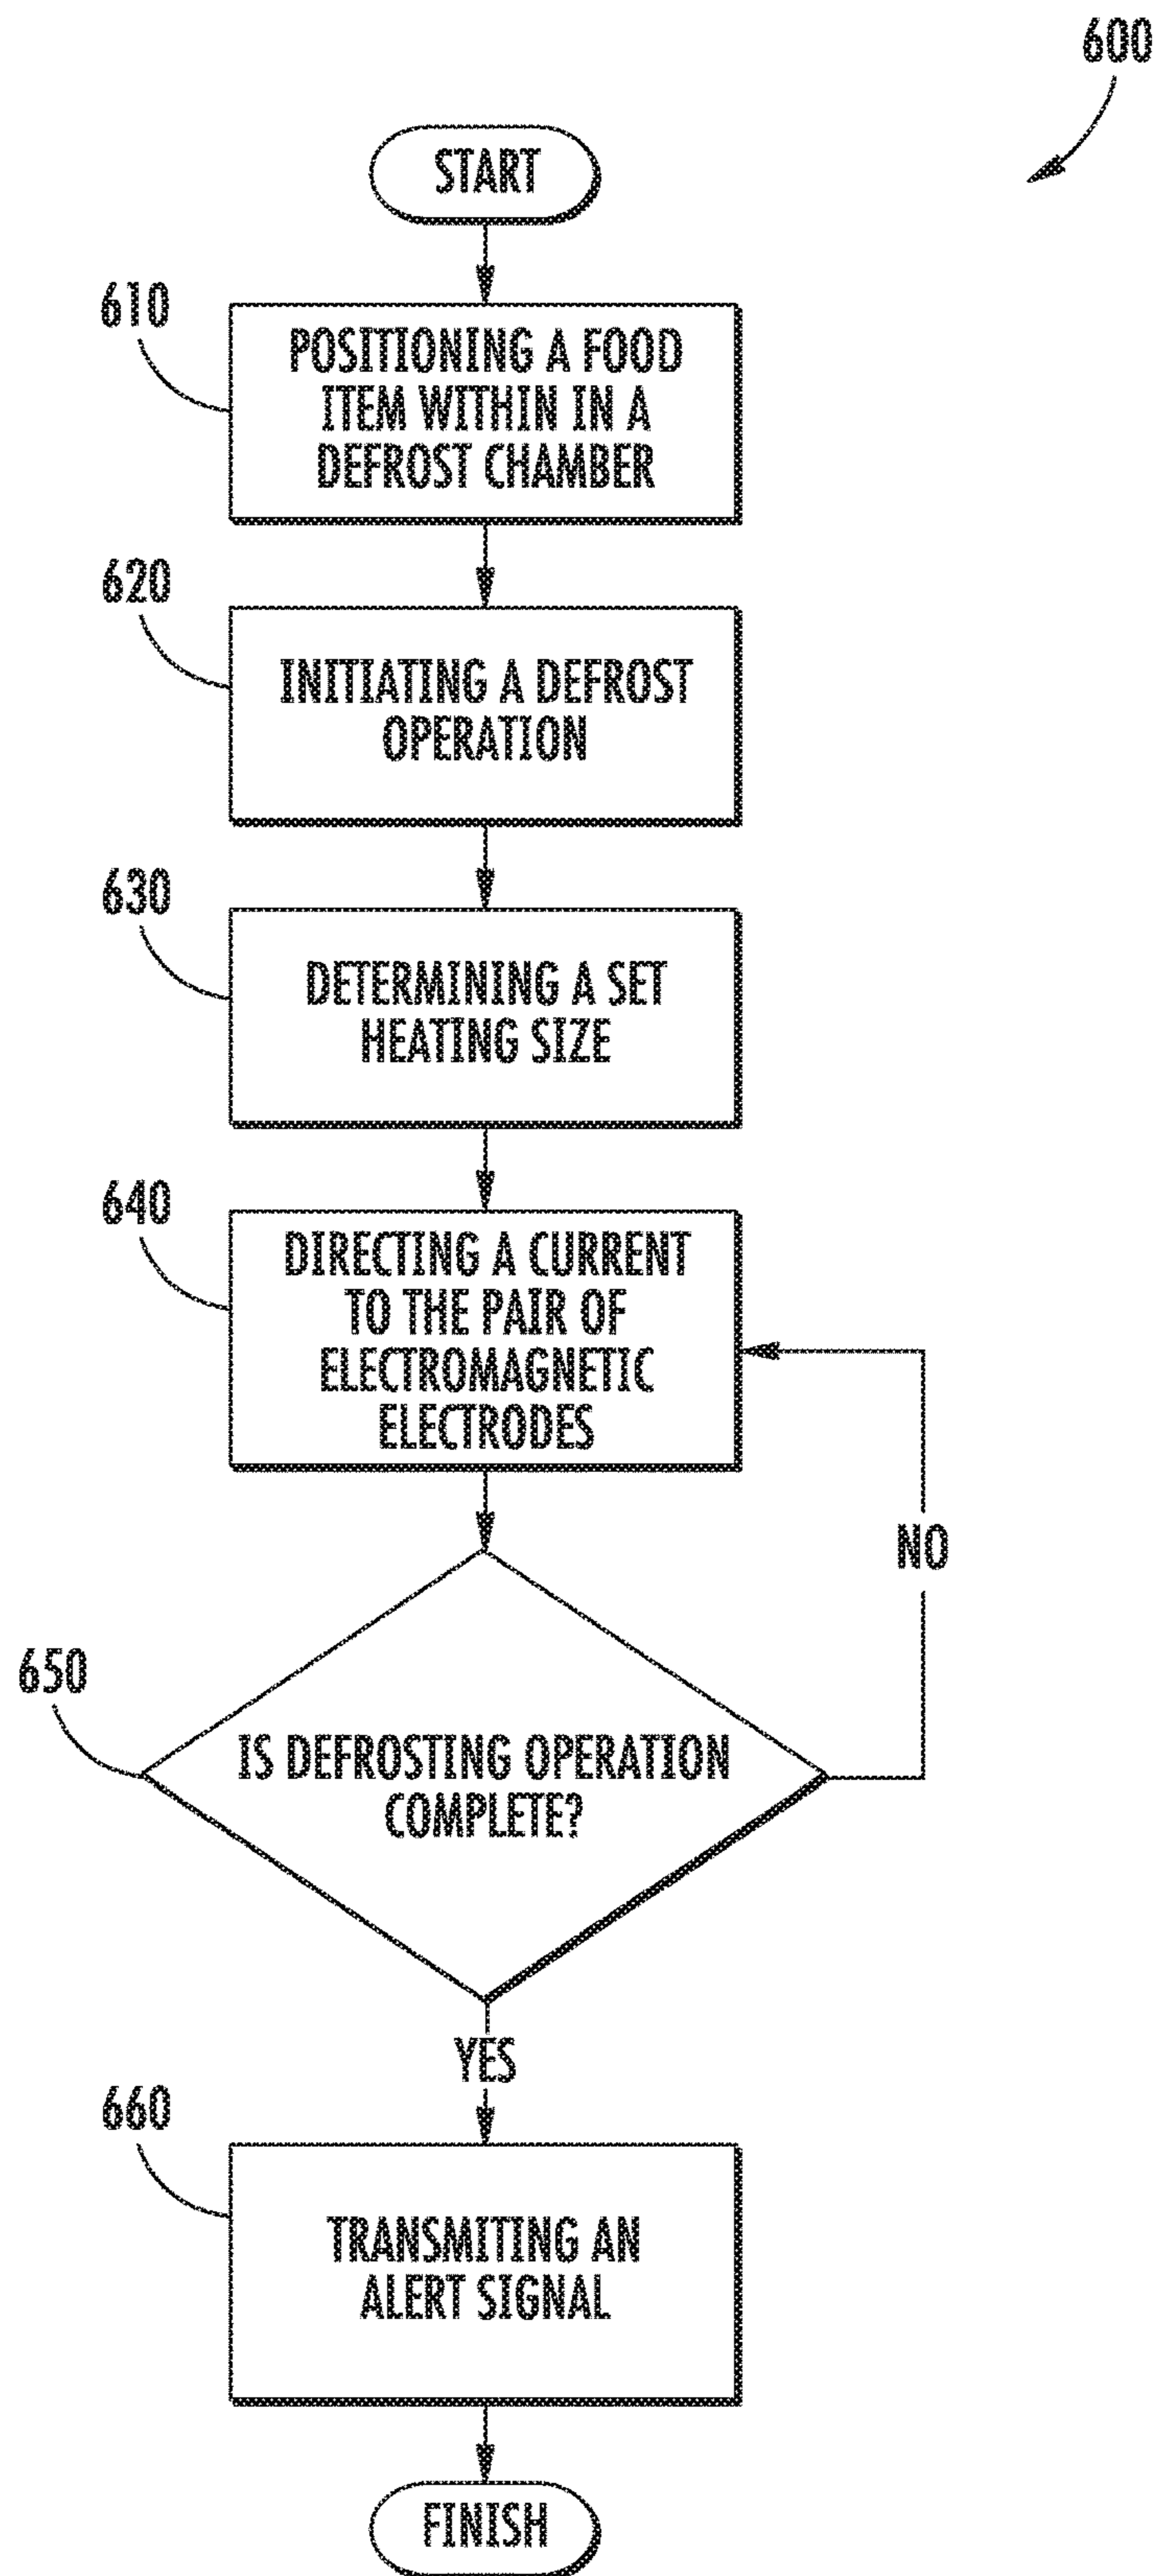 600
START
610
POSITIONING A FOOD
ITEM WITHIN IN A
DEFROST CHAMBER
620
INITIATING A DEFROST
OPERATION
630
DETERMINING A SET
HEATING SIZE
640
DIRECTING A CURRENT
TO THE PAIR OF
ELECTROMAGNETIC
ELECTRODES
NO
650
IS DEFROSTING OPERATION
COMPLETE?
YES
660
TRANSMITING AN
ALERT SIGNAL
FINISH